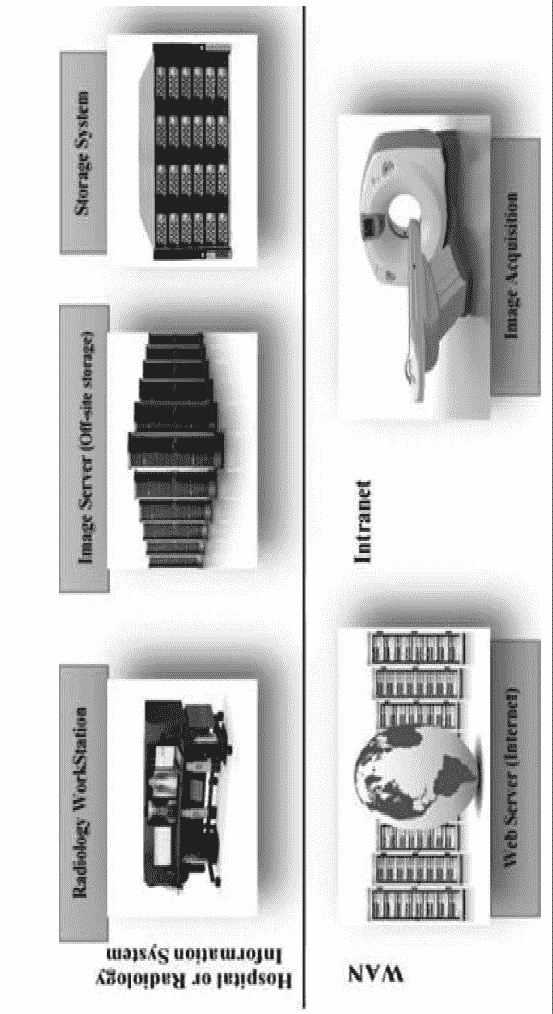 Radiology WorkStation
Image Server (Off-site storage)
Storage System
Hospital or Radiology
Information System
WAN
Intranet
Web Server (Internet)
Image Acquisition